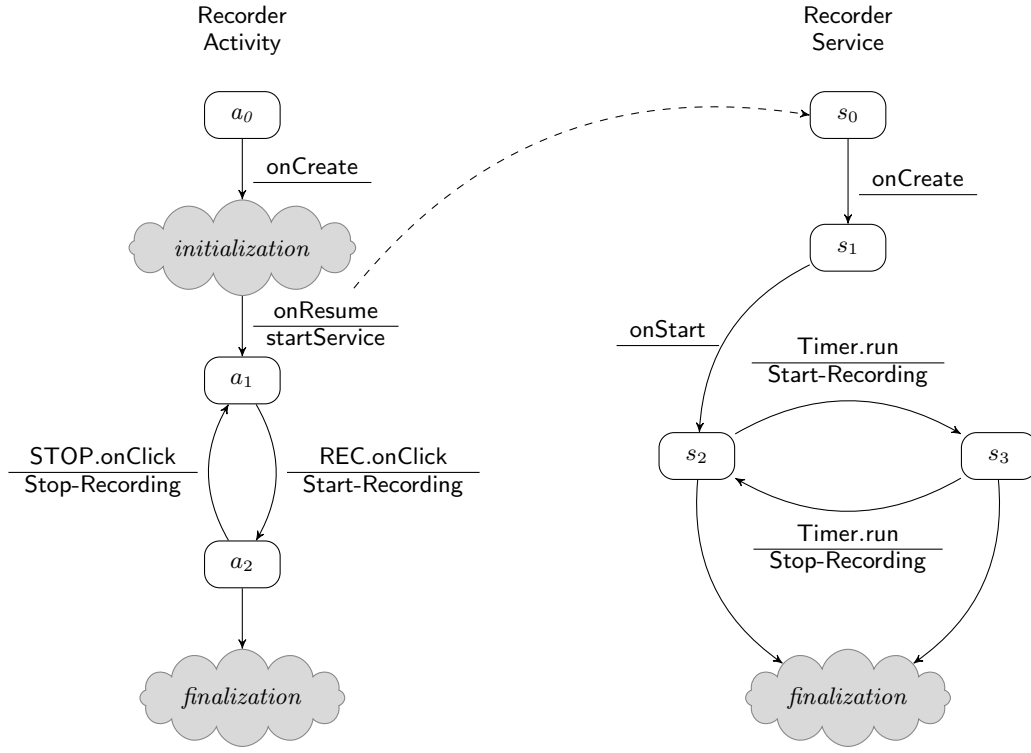 Recorder
Activity
a0
onCreate
initialization
onResume
startService
a1
STOP.onClick
Stop-Recording
REC.onClick
Start-Recording
a2
finalization
Recorder
Service
s0
onCreate
s1
onStart
Timer.run
Start-Recording
s2
s3
Timer.run
Stop-Recording
finalization